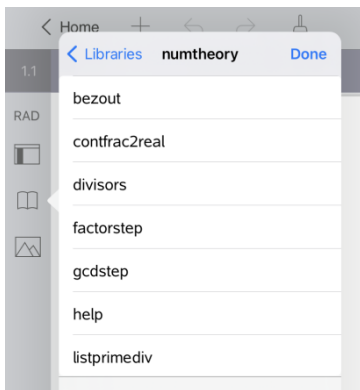 Home
Libraries numtheory Done
1.1
bezout
RAD
contfrac2real
divisors
factorstep
gcdstep
help
listprimediv